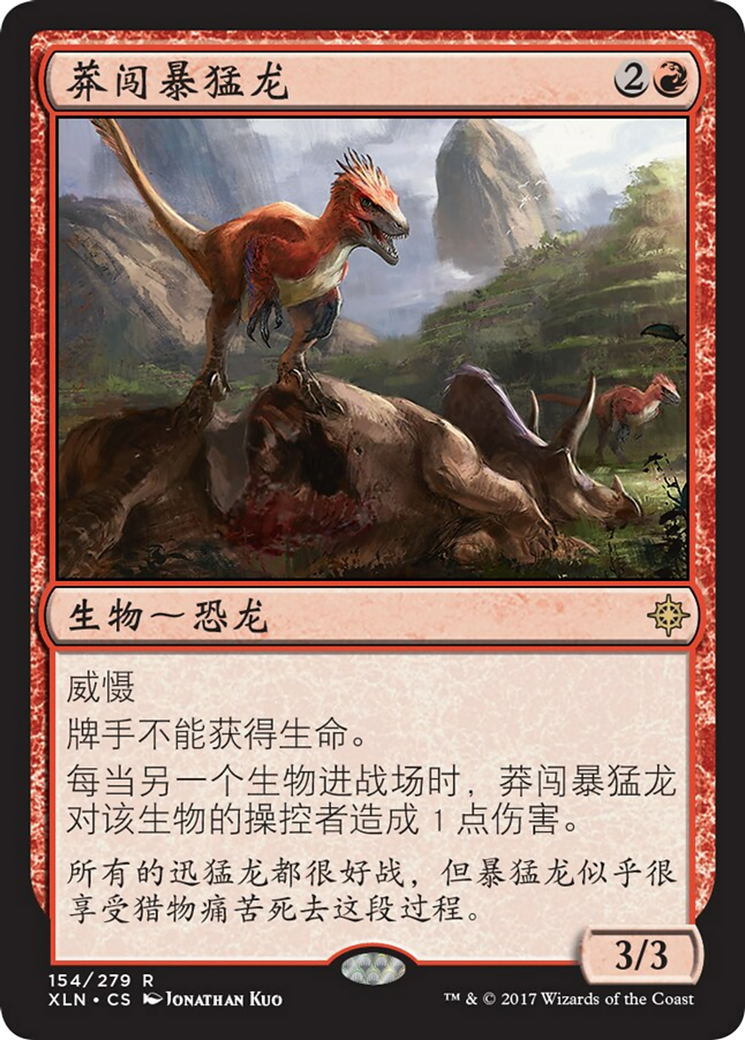 莽闯暴猛龙 2
生物～恐龙
威慑
牌手不能获得生命。
每当另一个生物进战场时，莽闯暴猛龙
对该生物的操控者造成 1 点伤害。
所有的迅猛龙都很好战，但暴猛龙似乎很
享受猎物痛苦死去这段过程。
3/3
154/279 R
XLN • CS Jonathan Kuo
™ & © 2017 Wizards of the Coast